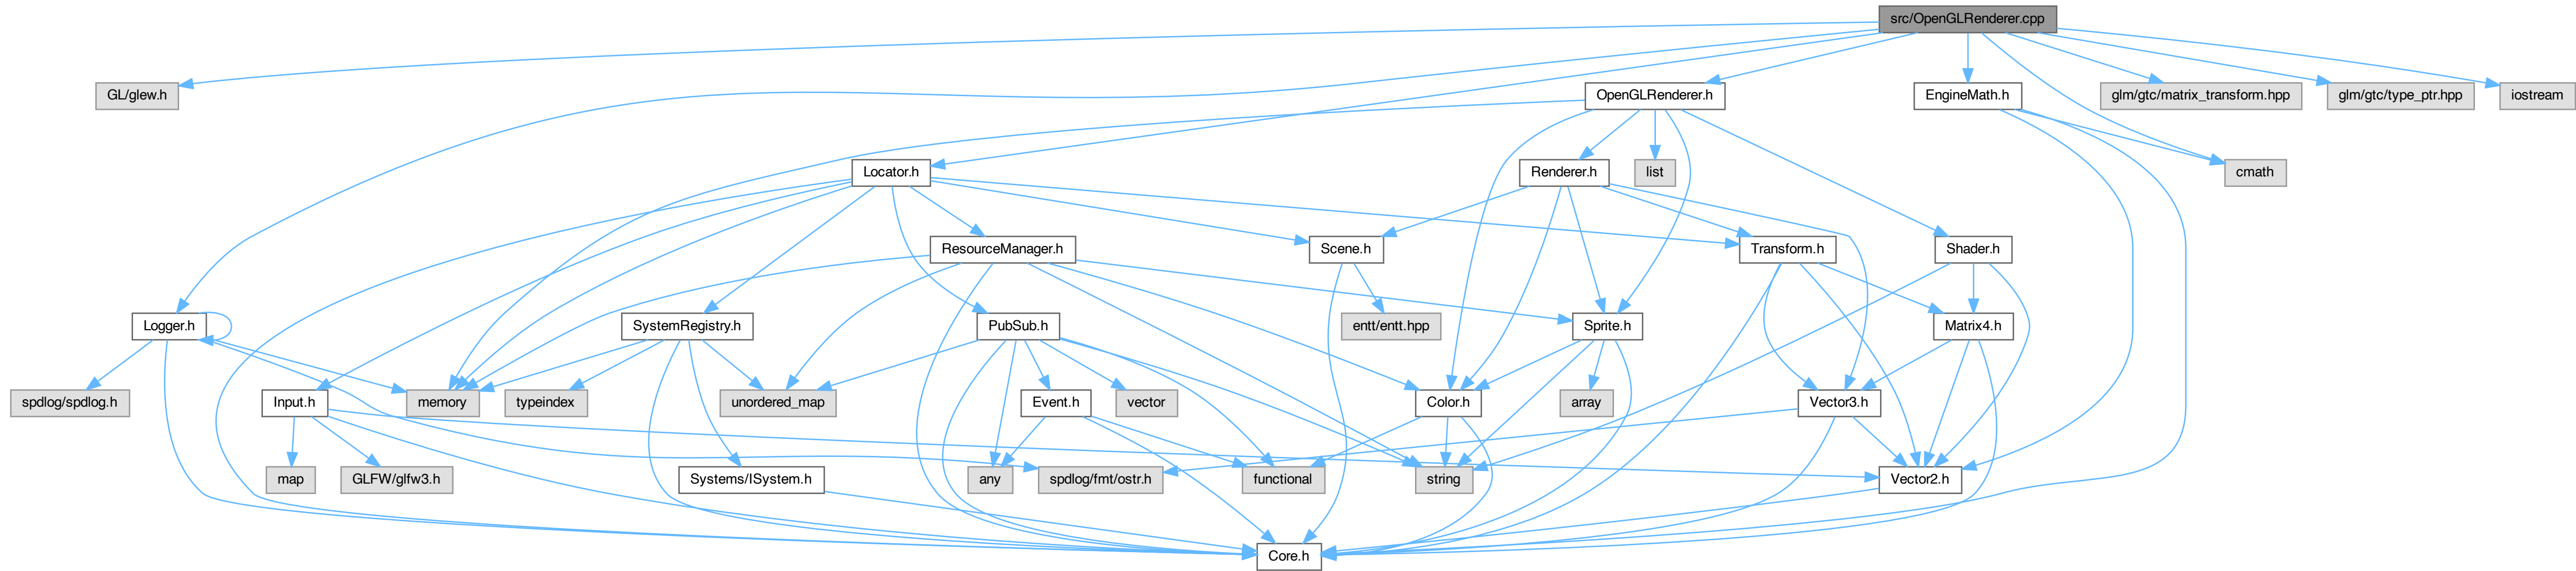 src/OpenGLRenderer.cpp
GL/glew.h
OpenGLRenderer.h
EngineMath.h
glm/gtc/matrix_transform.hpp
glm/gtc/type_ptr.hpp
iostream
Locator.h
Renderer.h
list
cmath
ResourceManager.h
Scene.h
Transform.h
Shader.h
Logger.h
SystemRegistry.h
PubSub.h
entt/entt.hpp
Sprite.h
Matrix4.h
spdlog/spdlog.h
Input.h
memory
typeindex
unordered_map
Event.h
vector
Color.h
array
Vector3.h
map
GLFW/glfw3.h
Systems/ISystem.h
any
spdlog/fmt/ostr.h
functional
string
Vector2.h
Core.h